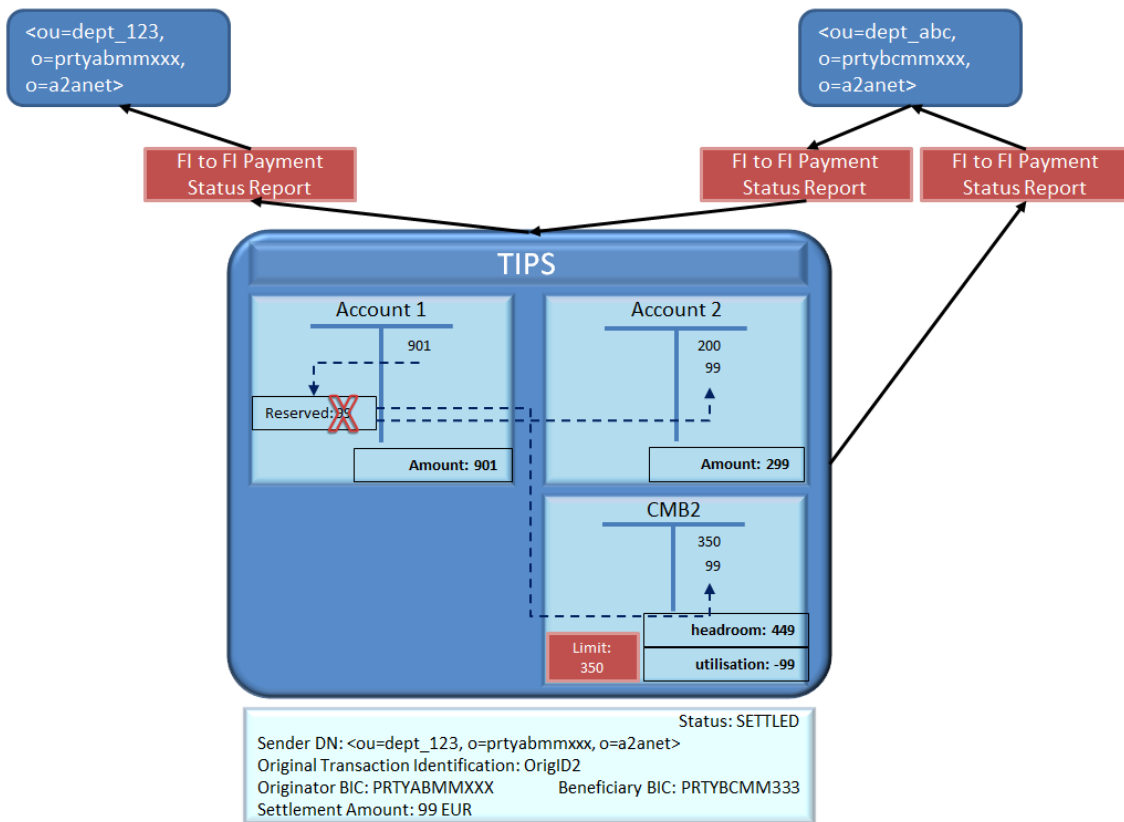 <ou=dept_123,
o=prtyabmmxxx,
o=a2anet>
<ou=dept_abc,
o=prtybcmmxxx,
o=a2anet>
FI to FI Payment
Status Report
FI to FI Payment
Status Report
FI to FI Payment
Status Report
TIPS
Account 1
901
Reserved: 99
Amount: 901
Account 2
200
99
Amount: 299
CMB2
350
99
headroom: 449
utilisation: -99
Limit:
350
Status: SETTLED
Sender DN: <ou=dept_123, o=prtyabmmxxx, o=a2anet>
Original Transaction Identification: OrigID2
Originator BIC: PRTYABMMXXX Beneficiary BIC: PRTYBCMM333
Settlement Amount: 99 EUR